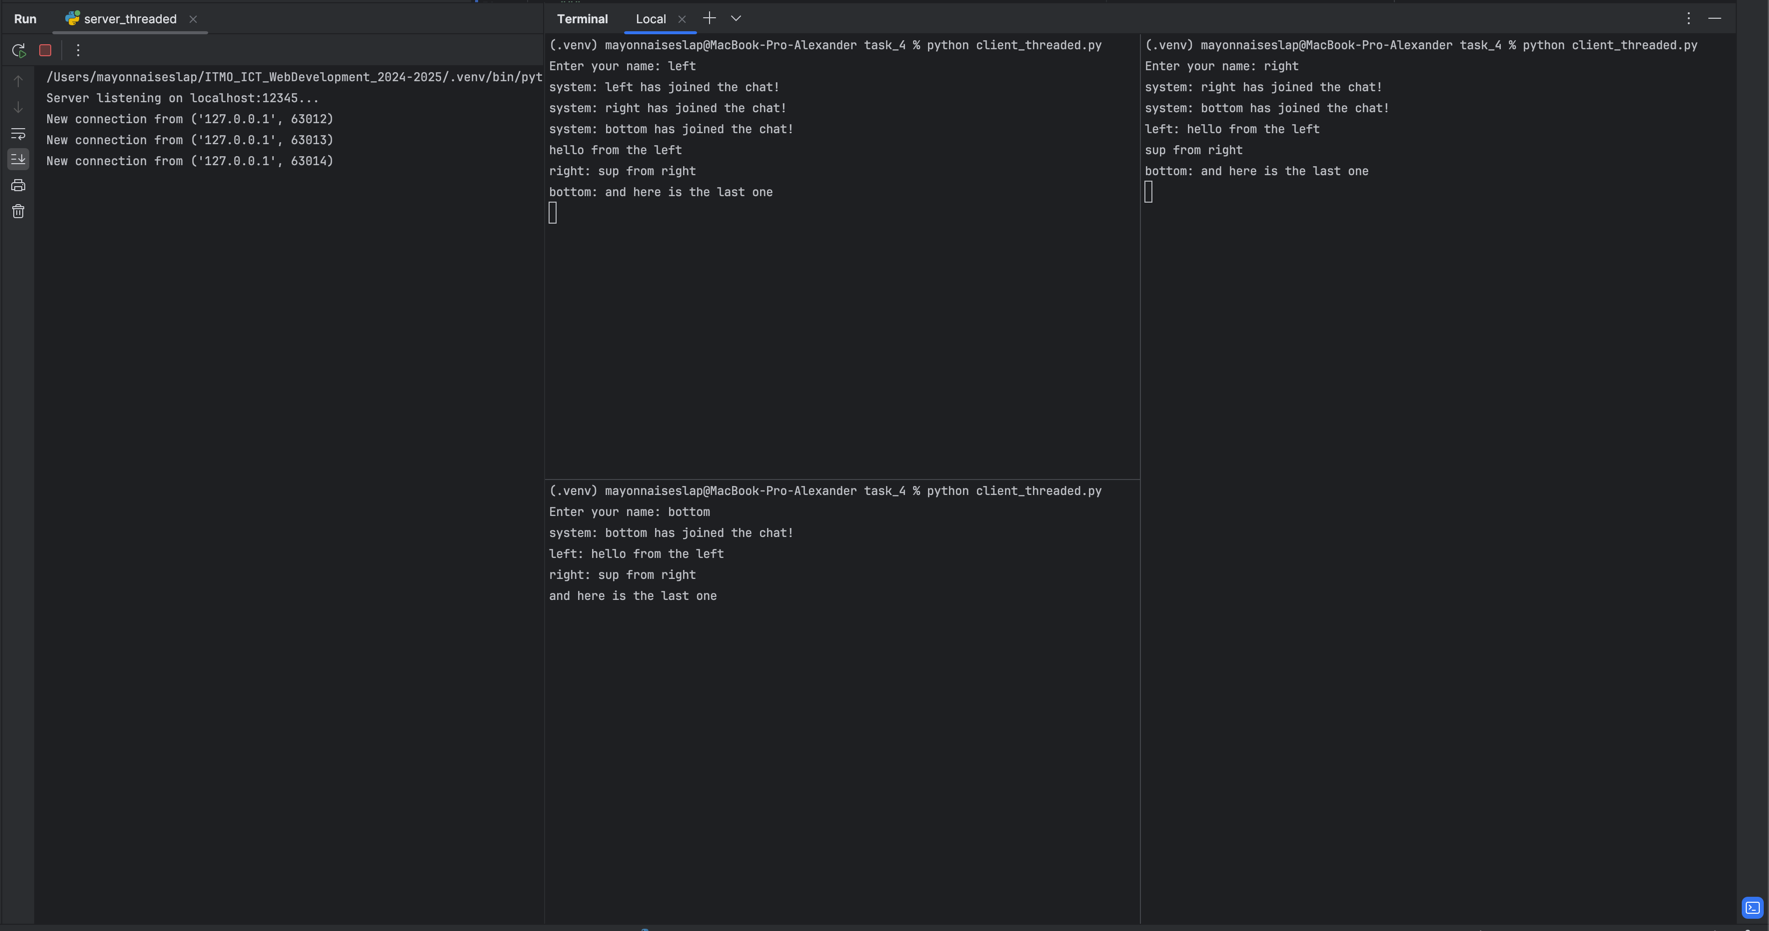 Run
server_threaded
/Users/mayonnaiseslap/ITMO_ICT_WebDevelopment_2024-2025/.venv/bin/pyt
Server listening on localhost:12345...
New connection from ('127.0.0.1', 63012)
New connection from ('127.0.0.1', 63013)
New connection from ('127.0.0.1', 63014)
Terminal
Local
(.venv) mayonnaiseslap@MacBook-Pro-Alexander task_4 % python client_threaded.py
Enter your name: left
system: left has joined the chat!
system: right has joined the chat!
system: bottom has joined the chat!
hello from the left
right: sup from right
bottom: and here is the last one
(.venv) mayonnaiseslap@MacBook-Pro-Alexander task_4 % python client_threaded.py
Enter your name: right
system: right has joined the chat!
system: bottom has joined the chat!
left: hello from the left
sup from right
bottom: and here is the last one
(.venv) mayonnaiseslap@MacBook-Pro-Alexander task_4 % python client_threaded.py
Enter your name: bottom
system: bottom has joined the chat!
left: hello from the left
right: sup from right
and here is the last one